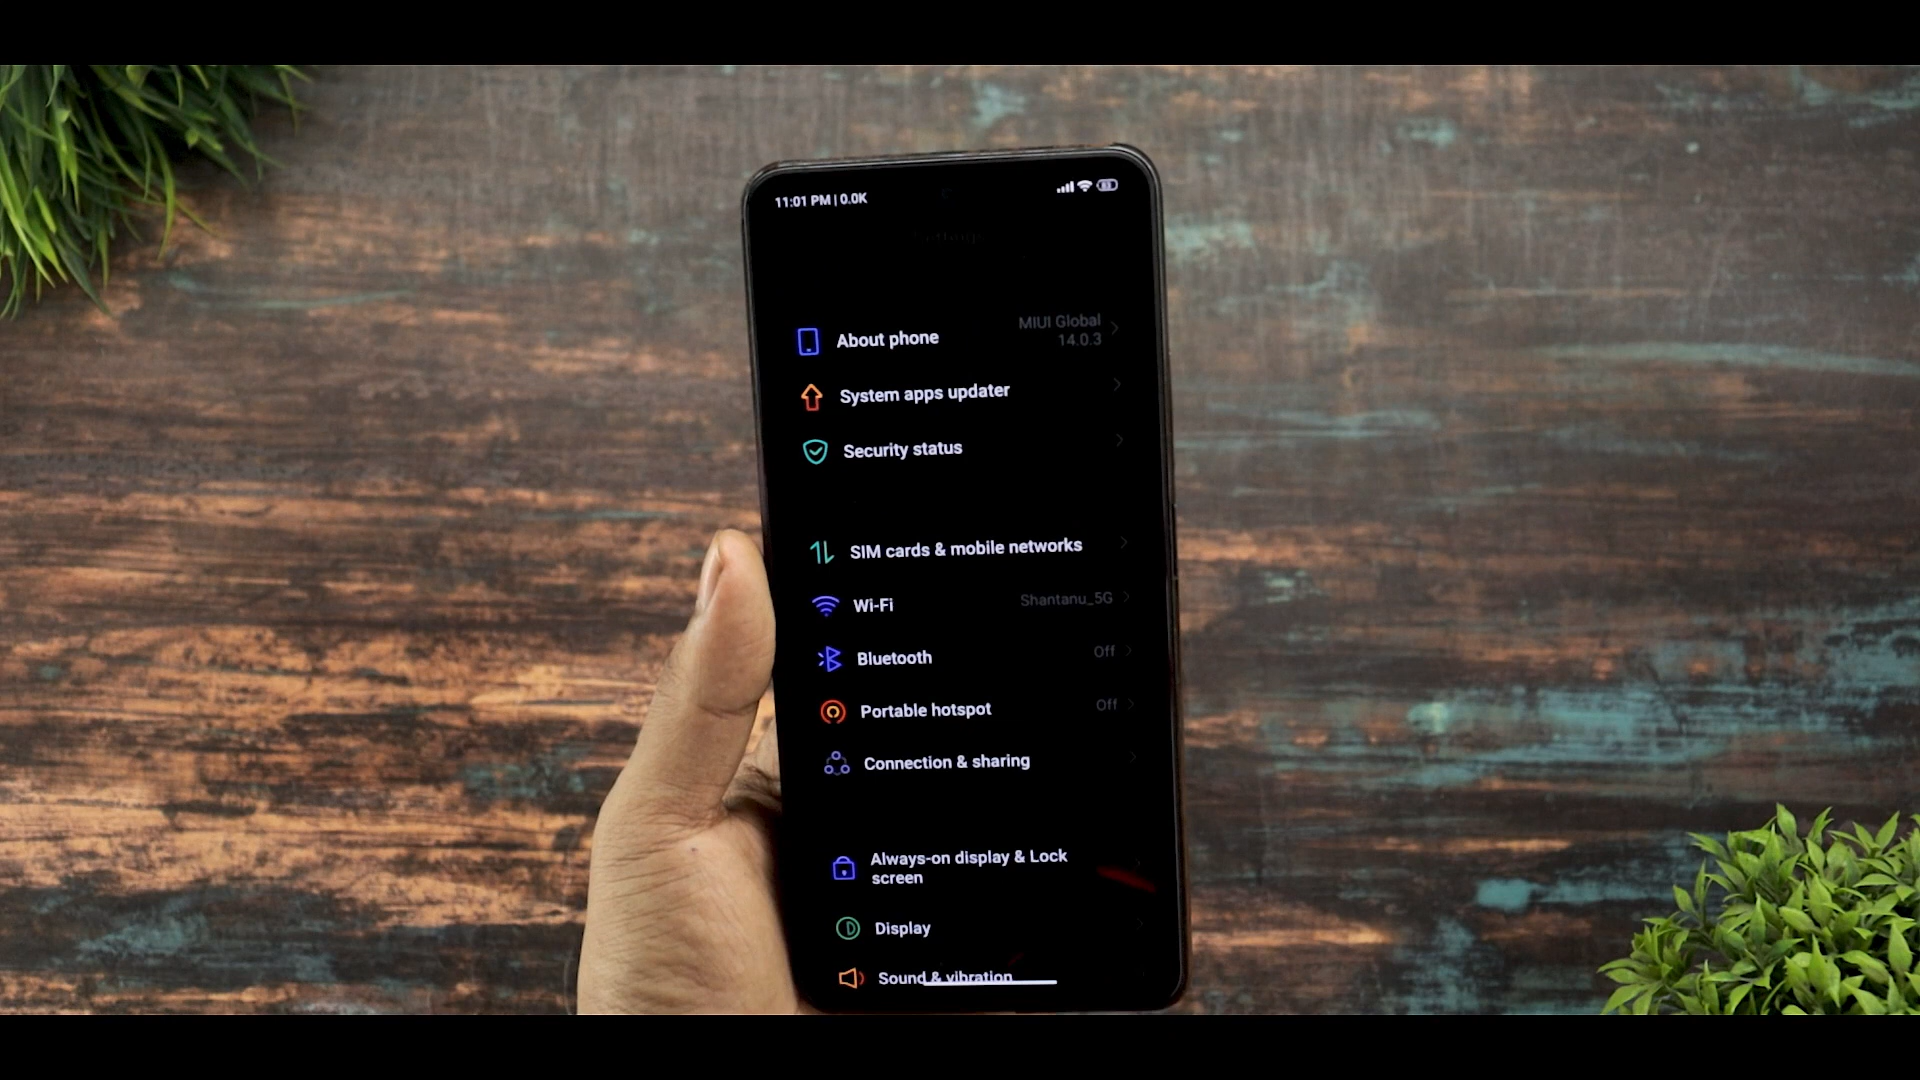 11:01 PM | 0.0K
Settings
About phone
MIUI Global
14.0.3
System apps updater
Security status
SIM cards & mobile networks
Wi-Fi
Shantanu_5G
Bluetooth
Off
Portable hotspot
Off
Connection & sharing
Always-on display & Lock
screen
Display
Sound & vibration